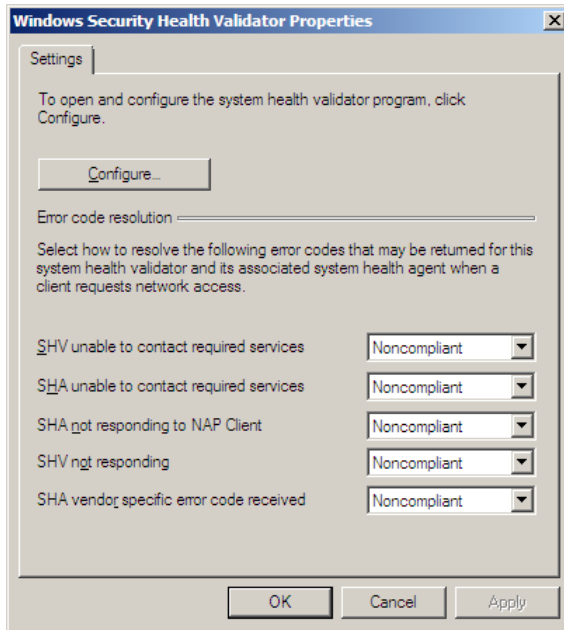 Windows Security Health Validator Properties
Settings
To open and configure the system health validator program, click
Configure.
Configure...
Error code resolution
Select how to resolve the following error codes that may be returned for this
system health validator and its associated system health agent when a
client requests network access.
SHV unable to contact required services Noncompliant
SHA unable to contact required services Noncompliant
SHA not responding to NAP Client Noncompliant
SHV not responding Noncompliant
SHA vendor specific error code received Noncompliant
OK Cancel Apply